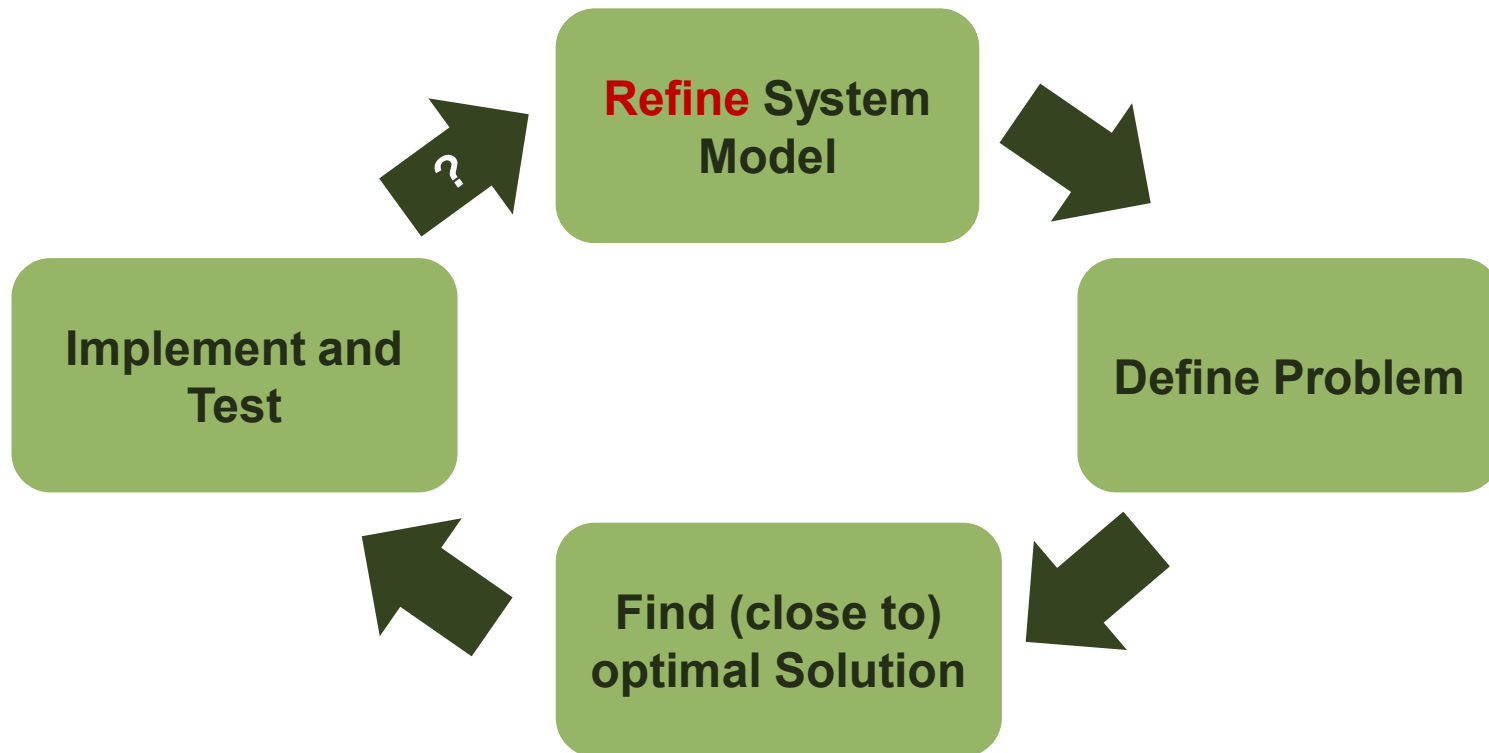 Refine System
Model
?
Implement and
Test
Define Problem
Find (close to)
optimal Solution